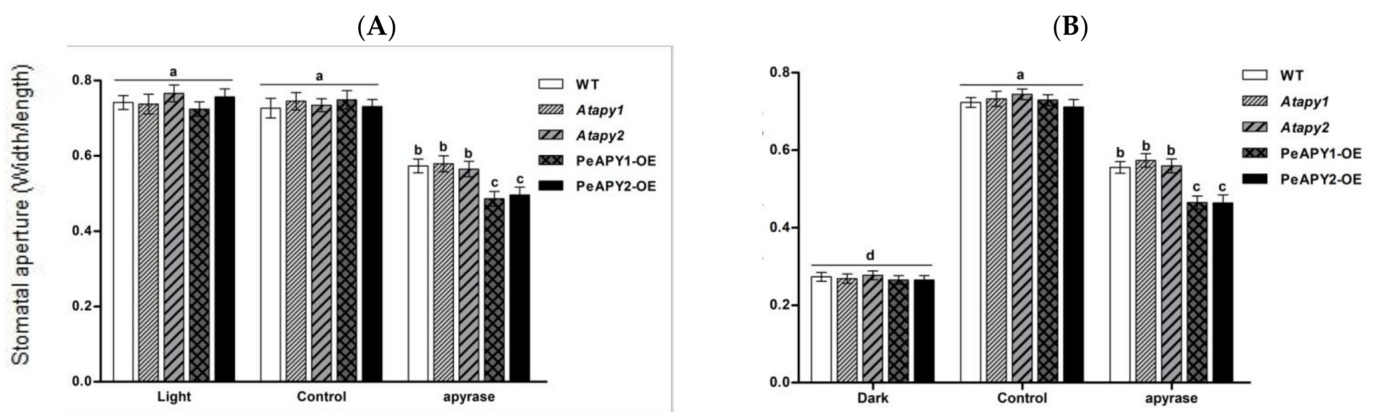 (A)
Stomatal aperture (Width/length)
0.8
0.6
0.4
0.2
0.0
a
a
b b b
c c
Light
Control
apyrase
WT
Atapy1
Atapy2
PeAPY1-OE
PeAPY2-OE
(B)
0.8
0.6
0.4
0.2
0.0
d
a
b b b
c c
Dark
Control
apyrase
WT
Atapy1
Atapy2
PeAPY1-OE
PeAPY2-OE